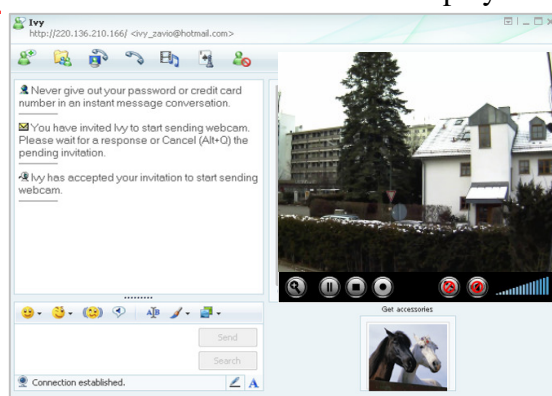 Ivy
http://220.136.210.166/ <ivy_zavio@hotmail.com>
Never give out your password or credit card
number in an instant message conversation.
You have invited Ivy to start sending webcam.
Please wait for a response or Cancel (Alt+Q) the
pending invitation.
Ivy has accepted your invitation to start sending
webcam.
Get accessories
Send
Search
Connection established.